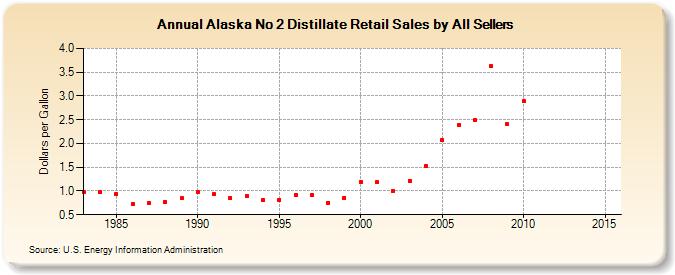 Annual Alaska No 2 Distillate Retail Sales by All Sellers
Dollars per Gallon
4.0
3.5
3.0
2.5
2.0
1.5
1.0
0.5
1985 1990 1995 2000 2005 2010 2015
Source: U.S. Energy Information Administration